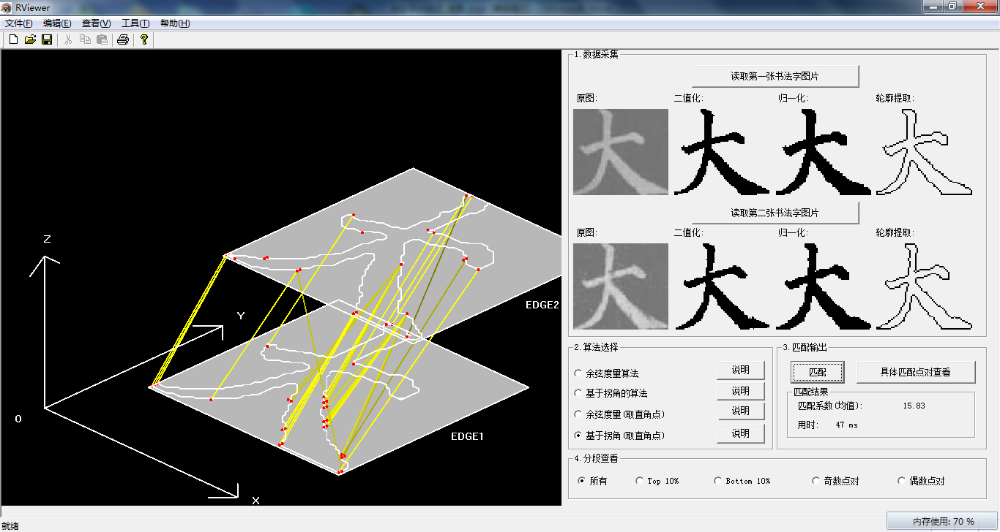 RViewer
文件(F) 编辑(E) 查看(V) 工具(T) 帮助(H)
Z
Y
O
X
EDGE2
EDGE1
1.数据采集
读取第一张书法字图片
原图: 二值化: 归一化: 轮廓提取:
大 大 大 大
读取第二张书法字图片
原图: 二值化: 归一化: 轮廓提取:
大 大 大 大
2.算法选择
余弦度量算法 说明
基于拐角的算法 说明
余弦度量(取直角点) 说明
基于拐角(取直角点) 说明
3.匹配输出
匹配 具体匹配点对查看
匹配结果
匹配系数(均值): 15.83
用时: 47 ms
4.分段查看
所有 Top 10% Bottom 10% 奇数点对 偶数点对
就绪
内存使用: 70 %